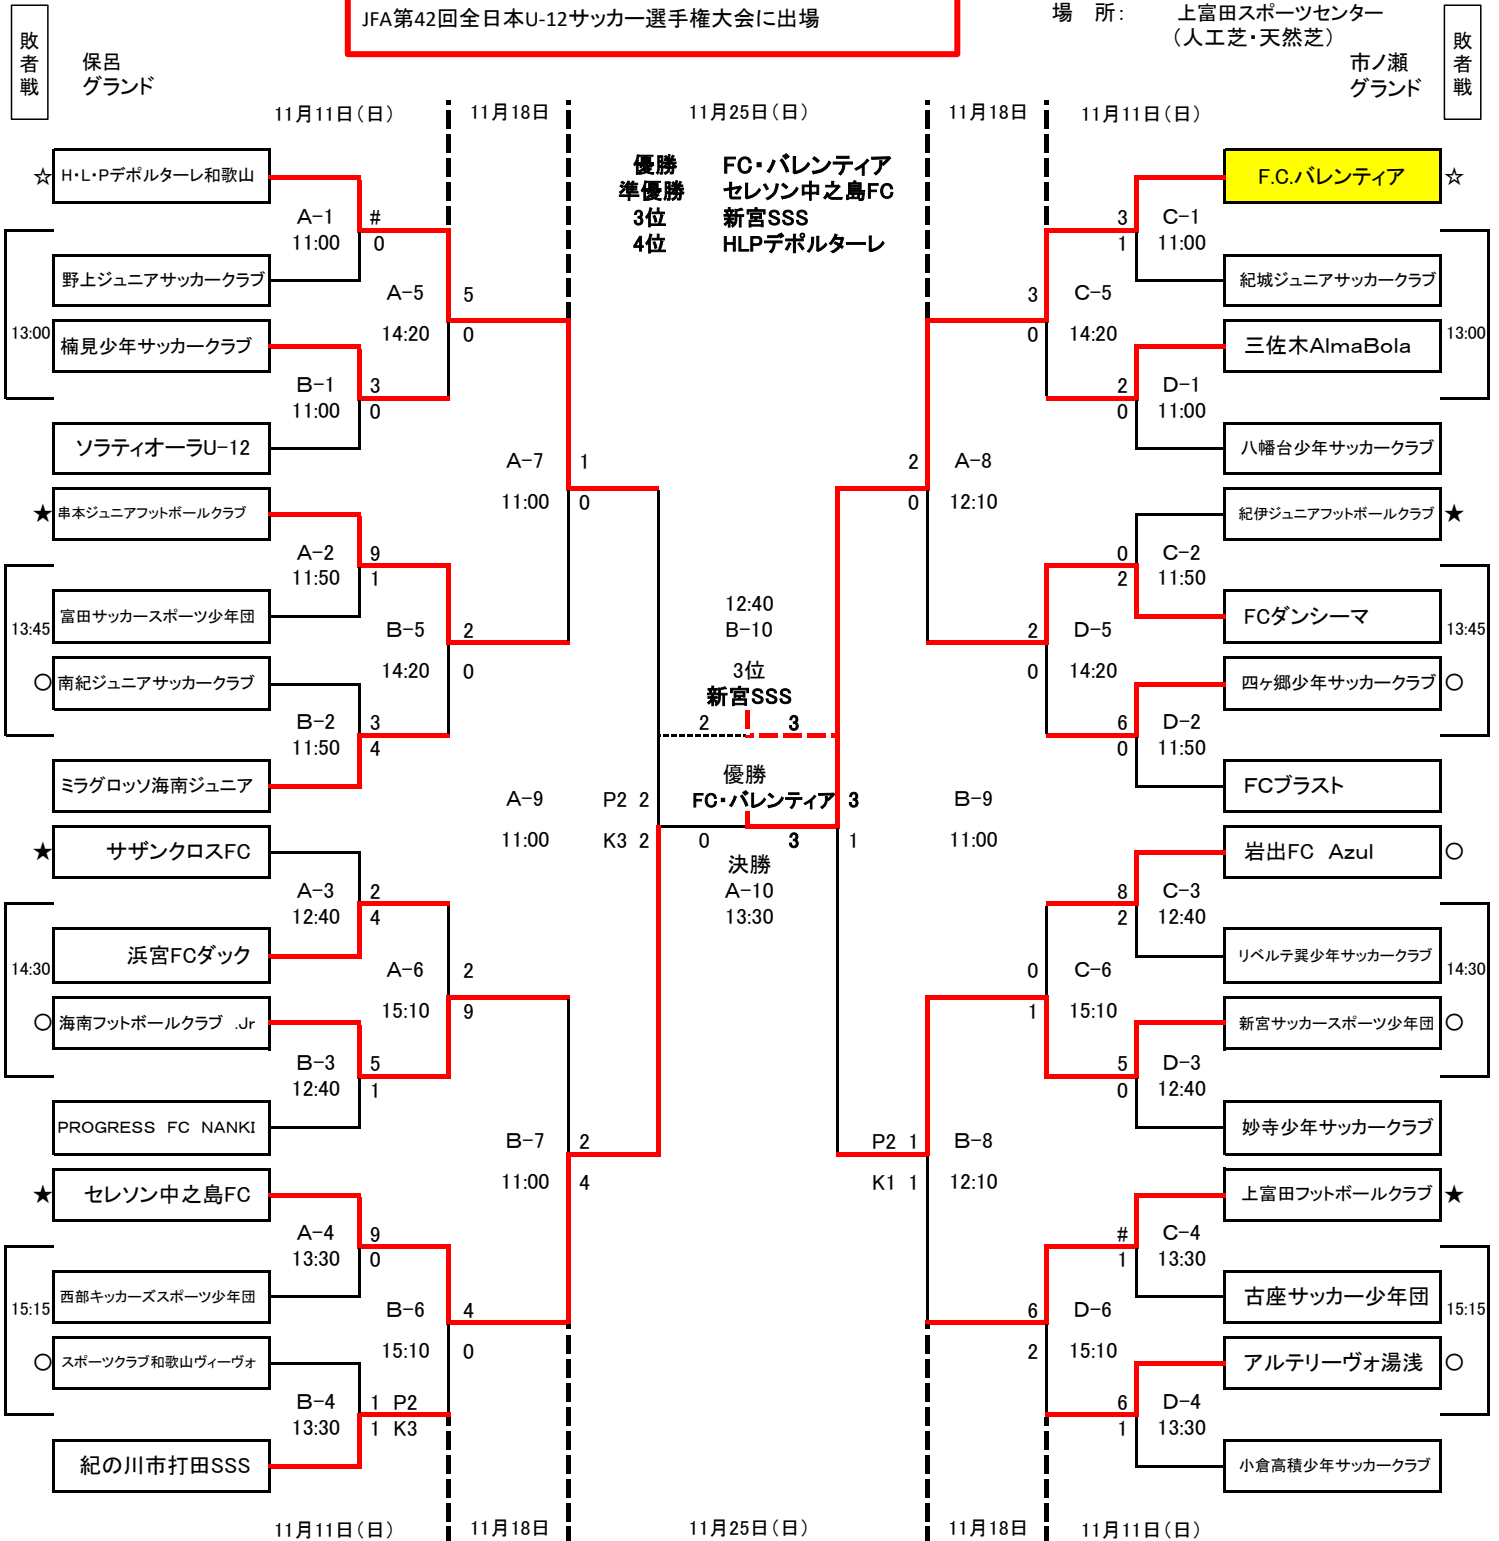 JFA第42回全日本U-12サッカー選手権大会に出場
場　所：　上富田スポーツセンター
（人工芝・天然芝）
敗者戦
保呂
グランド
市ノ瀬
グランド
敗者戦
11月11日（日）
11月18日
11月25日（日）
11月18日
11月11日（日）
優勝　FC・バレンティア
準優勝　セレソン中之島FC
3位　新宮SSS
4位　HLPデポルターレ
☆ H・L・Pデポルターレ和歌山
A-1
11:00
#
0
野上ジュニアサッカークラブ
13:00
A-5
14:20
5
0
楠見少年サッカークラブ
B-1
11:00
3
0
ソラティオーラU-12
A-7
11:00
1
0
★ 串本ジュニアフットボールクラブ
A-2
11:50
9
1
富田サッカースポーツ少年団
13:45
B-5
14:20
2
0
○ 南紀ジュニアサッカークラブ
B-2
11:50
3
4
ミラグロッソ海南ジュニア
A-9
11:00
P2 2
K3 2
★ サザンクロスFC
A-3
12:40
2
4
浜宮FCダック
14:30
A-6
15:10
2
9
○ 海南フットボールクラブ .Jr
B-3
12:40
5
1
PROGRESS FC NANKI
B-7
11:00
2
4
★ セレソン中之島FC
A-4
13:30
9
0
西部キッカーズスポーツ少年団
15:15
B-6
15:10
4
0
○ スポーツクラブ和歌山ヴィーヴォ
B-4
13:30
1 P2
1 K3
紀の川市打田SSS
12:40
B-10
3位
新宮SSS
2　3
優勝
FC・バレンティア
0　3
決勝
A-10
13:30
F.C.バレンティア ☆
3
1
C-1
11:00
紀城ジュニアサッカークラブ
13:00
3
0
C-5
14:20
三佐木AlmaBola
2
0
D-1
11:00
八幡台少年サッカークラブ
2
0
A-8
12:10
紀伊ジュニアフットボールクラブ ★
0
2
C-2
11:50
FCダンシーマ
13:45
2
0
D-5
14:20
四ヶ郷少年サッカークラブ ○
6
0
D-2
11:50
FCブラスト
3
1
B-9
11:00
岩出FC Azul ○
8
2
C-3
12:40
リベルテ巽少年サッカークラブ
14:30
0
1
C-6
15:10
新宮サッカースポーツ少年団 ○
5
0
D-3
12:40
妙寺少年サッカークラブ
P2 1
K1 1
B-8
12:10
上富田フットボールクラブ ★
#
1
C-4
13:30
古座サッカー少年団
15:15
6
2
D-6
15:10
アルテリーヴォ湯浅 ○
6
1
D-4
13:30
小倉高積少年サッカークラブ
11月11日（日）
11月18日
11月25日（日）
11月18日
11月11日（日）